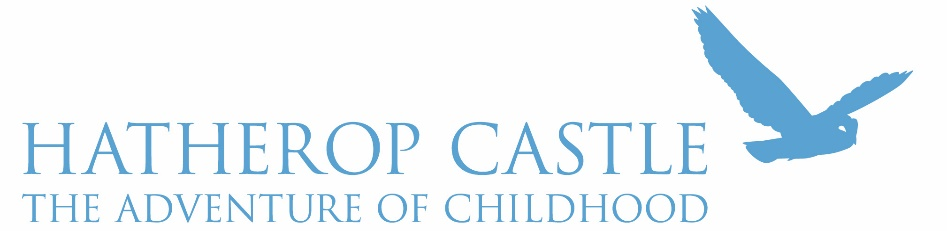 HATHEROP CASTLE
THE ADVENTURE OF CHILDHOOD